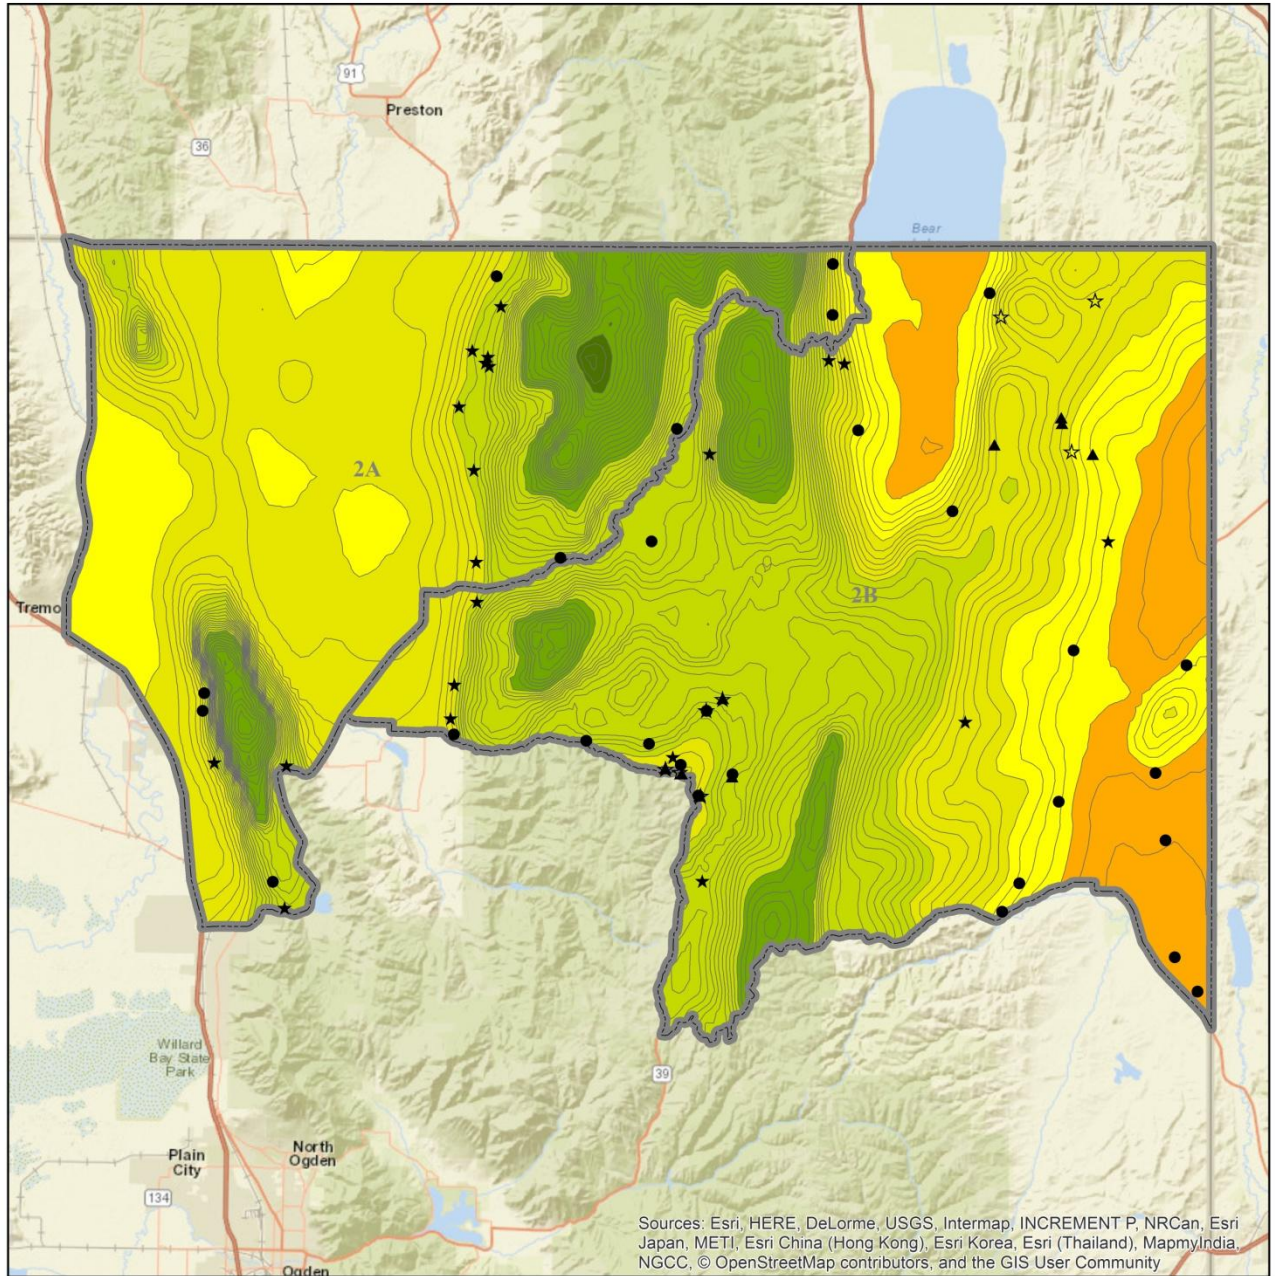 91
Preston
36
Bear
2A
2B
Tremo
Willard
Bay State
Park
39
Plain
City
North
Ogden
134
Ogden
Sources: Esri, HERE, DeLorme, USGS, Intermap, INCREMENT P, NRCan, Esri
Japan, METI, Esri China (Hong Kong), Esri Korea, Esri (Thailand), MapmyIndia,
NGCC, © OpenStreetMap contributors, and the GIS User Community